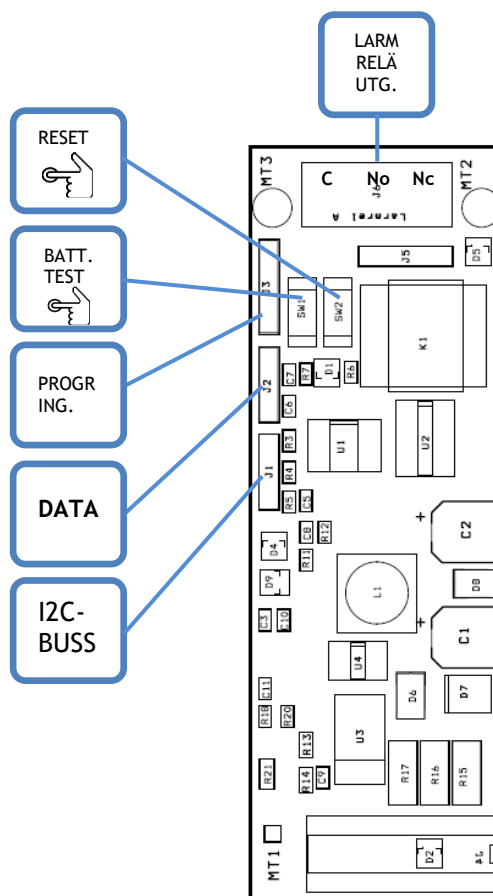 LARM
RELÄ
UTG.
RESET
BATT.
TEST
PROGR
ING.
DATA
I2C-
BUSS
MT3
MT2
C No Nc
J6
Larmrel A
J5
D5
J3
SW1
SW2
K1
J2
C7
R7
D1
R6
C6
J1
R3
R4
U1
U2
R5
C5
C8
R12
+
C2
D4
R11
D9
L1
D8
C3
C10
+
C1
U4
C11
D6
D7
R18
R20
U3
R13
R21
R14
C9
R17
R16
R15
MT1
D2